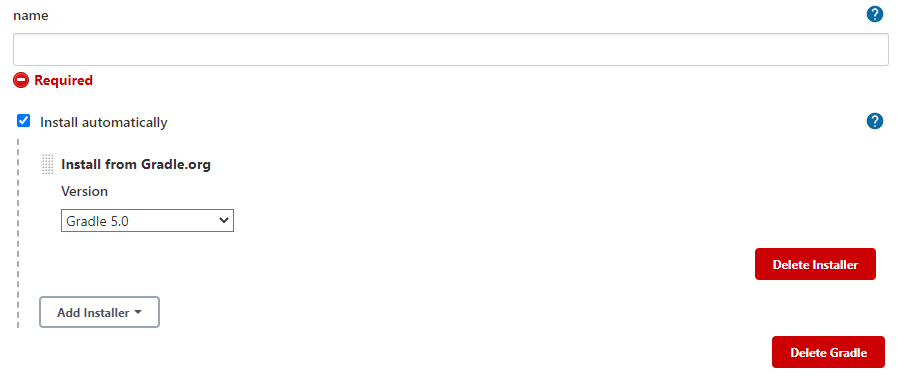 name
?
Required
Install automatically
?
Install from Gradle.org
Version
Gradle 5.0
Delete Installer
Add Installer
Delete Gradle